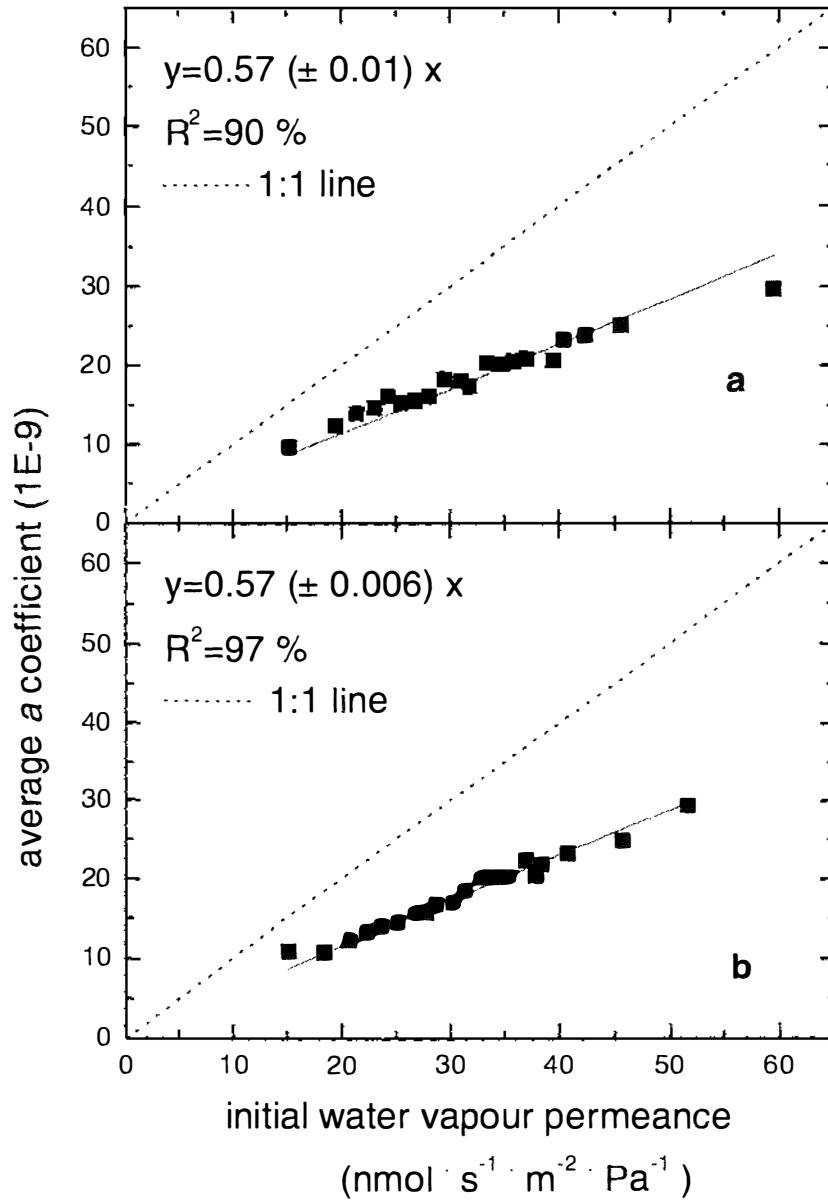 60
50
40
30
20
10
0
y=0.57 (± 0.01) x
R²=90 %
1:1 line
a
60
50
40
30
20
10
0
y=0.57 (± 0.006) x
R²=97 %
1:1 line
b
0 10 20 30 40 50 60
average a coefficient (1E-9)
initial water vapour permeance
(nmol · s⁻¹ · m⁻² · Pa⁻¹)